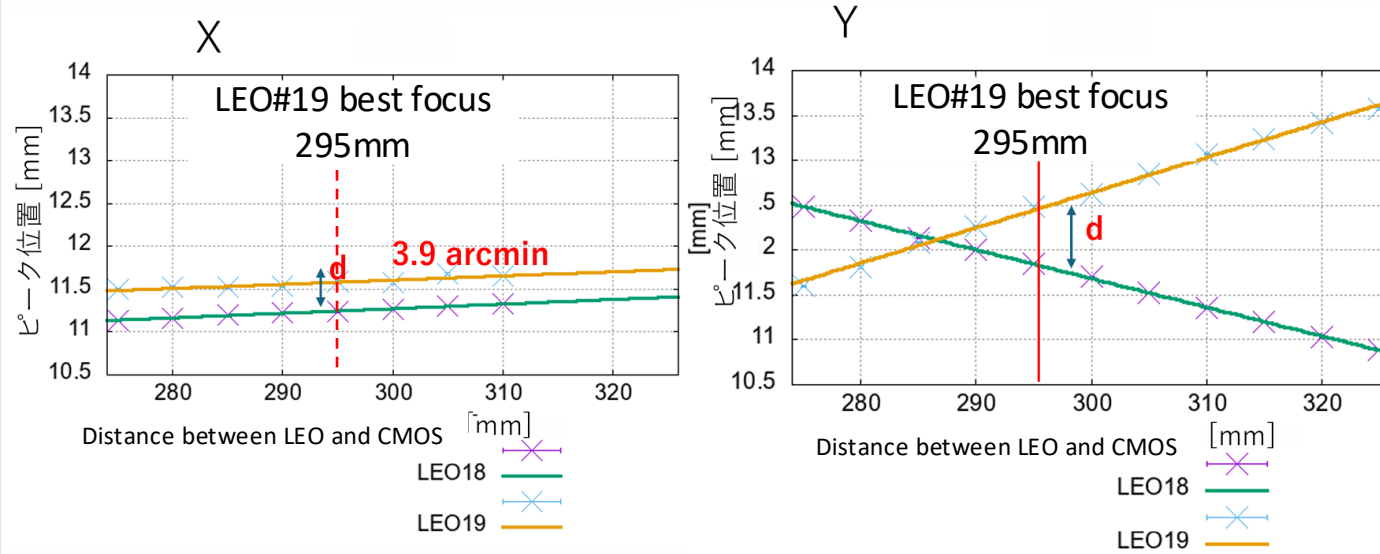 X
14
13.5
13
12.5
12
11.5
11
10.5
ピーク位置 [mm]
LEO#19 best focus
295mm
d
3.9 arcmin
280
290
300
310
320
Distance between LEO and CMOS
[mm]
LEO18
LEO19
Y
14
13.5
13
.5
2
11.5
11
10.5
ピーク位置 [mm]
[mm]
LEO#19 best focus
295mm
d
280
290
300
310
320
Distance between LEO and CMOS
[mm]
LEO18
LEO19